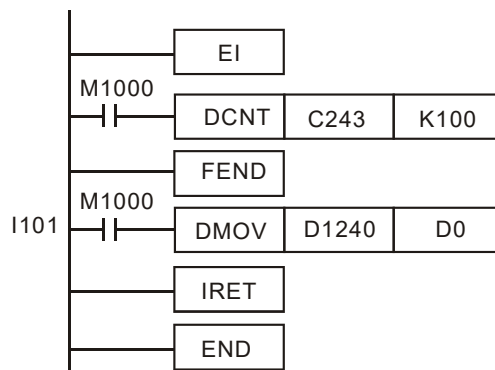 EI
M1000
DCNT C243 K100
FEND
M1000
I101 DMOV D1240 D0
IRET
END